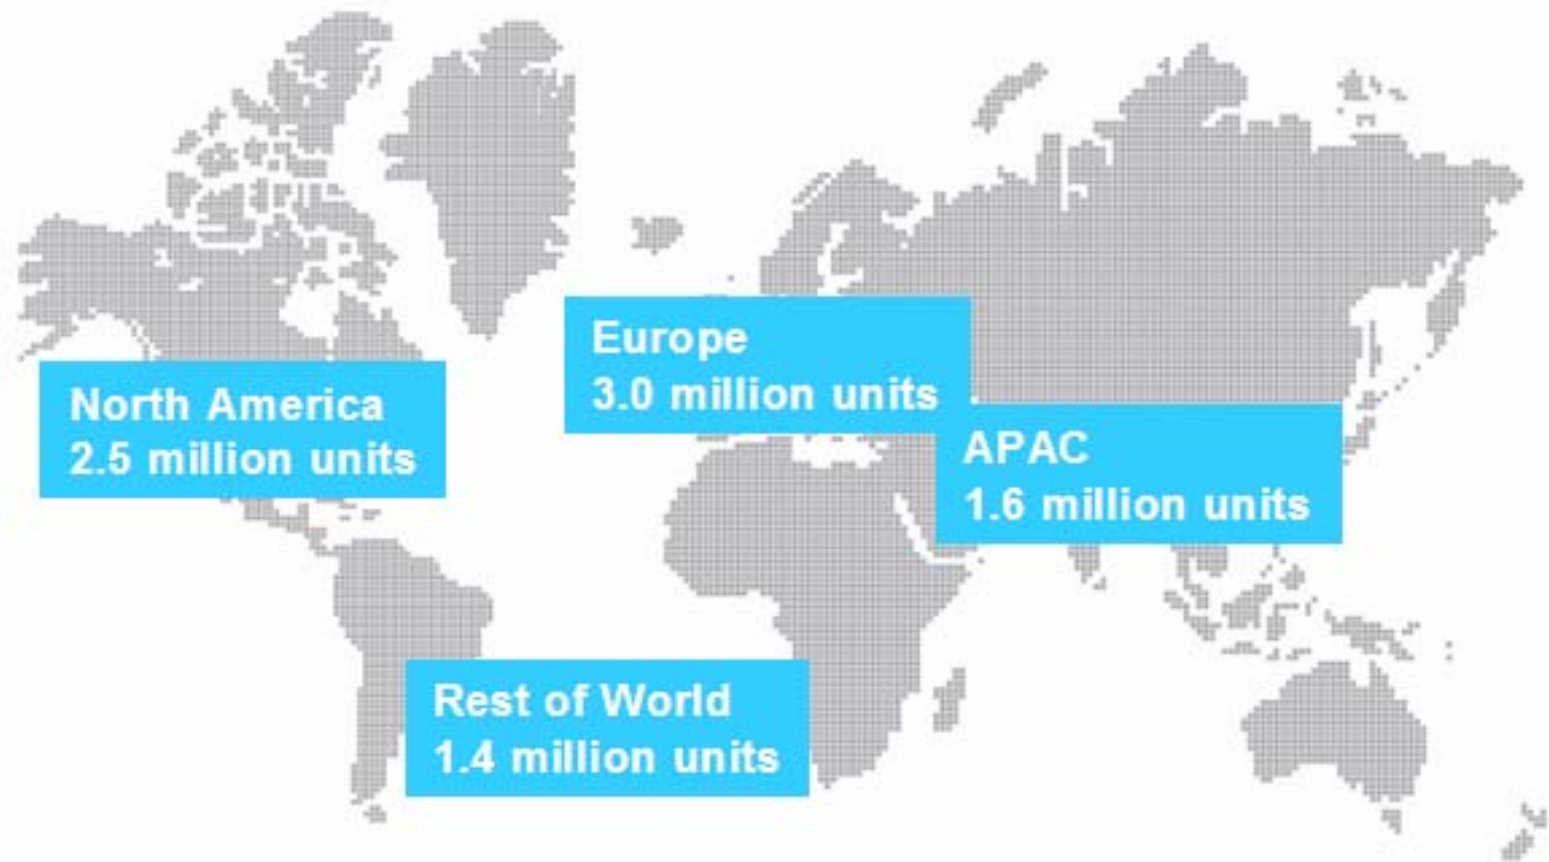 Europe
3.0 million units
North America
2.5 million units
APAC
1.6 million units
Rest of World
1.4 million units